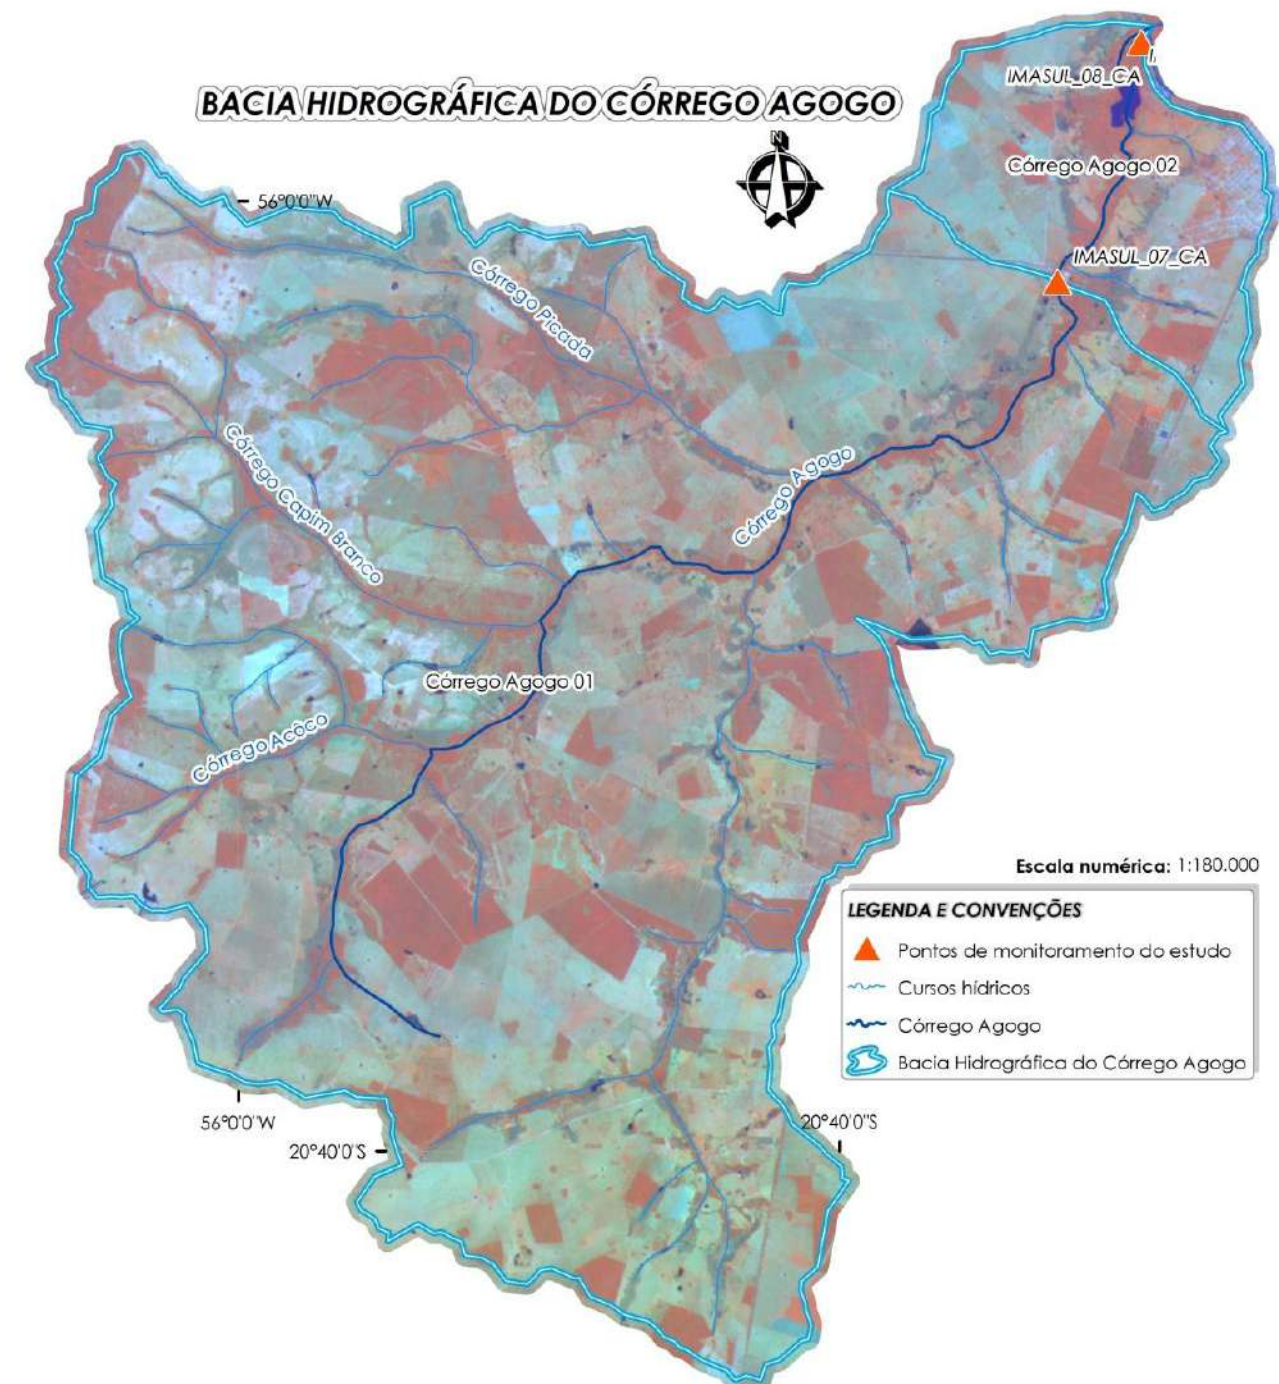 BACIA HIDROGRÁFICA DO CÓRREGO AGOGO
N
IMASUL_08_CA
Córrego Agogo 02
56°0'0"W
IMASUL_07_CA
Córrego Picada
Córrego Capim Branco
Córrego Agogo
Córrego Agogo 01
Córrego Acôco
Escala numérica: 1:180.000
LEGENDA E CONVENÇÕES
Pontos de monitoramento do estudo
Cursos hídricos
Córrego Agogo
Bacia Hidrográfica do Córrego Agogo
56°0'0"W
20°40'0"S
20°40'0"S